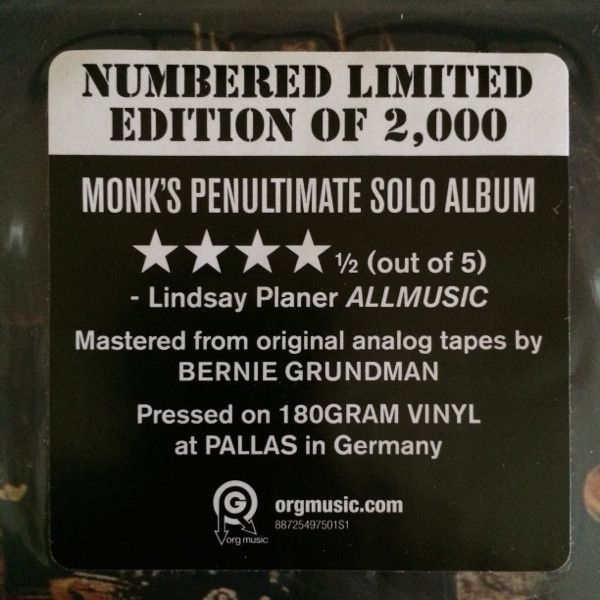 NUMBERED LIMITED
EDITION OF 2,000
MONK'S PENULTIMATE SOLO ALBUM
★★★★½ (out of 5)
- Lindsay Planer ALLMUSIC
Mastered from original analog tapes by
BERNIE GRUNDMAN
Pressed on 180GRAM VINYL
at PALLAS in Germany
G
org music
orgmusic.com
88725497501S1